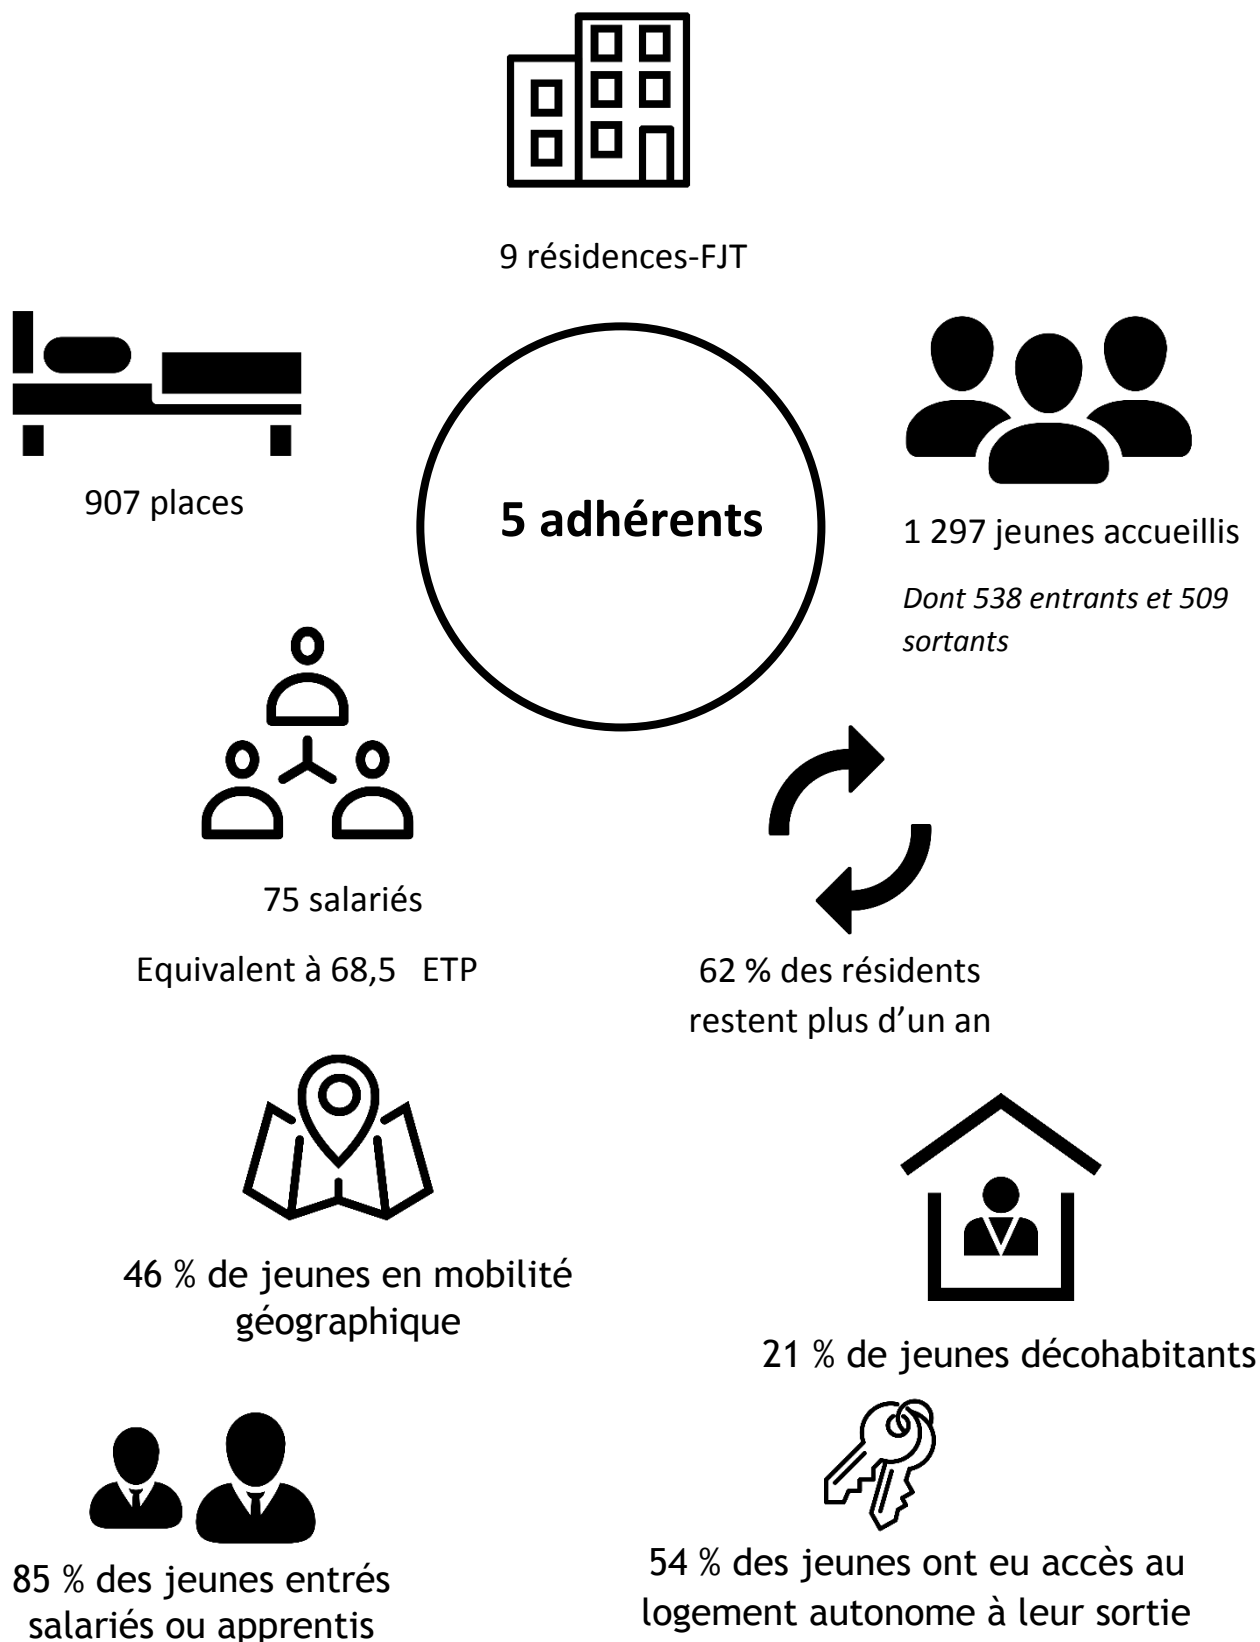 9 résidences-FJT
907 places
5 adhérents
1 297 jeunes accueillis
Dont 538 entrants et 509
sortants
75 salariés
Equivalent à 68,5 ETP
62 % des résidents
restent plus d’un an
46 % de jeunes en mobilité
géographique
21 % de jeunes décohabitants
85 % des jeunes entrés
salariés ou apprentis
54 % des jeunes ont eu accès au
logement autonome à leur sortie